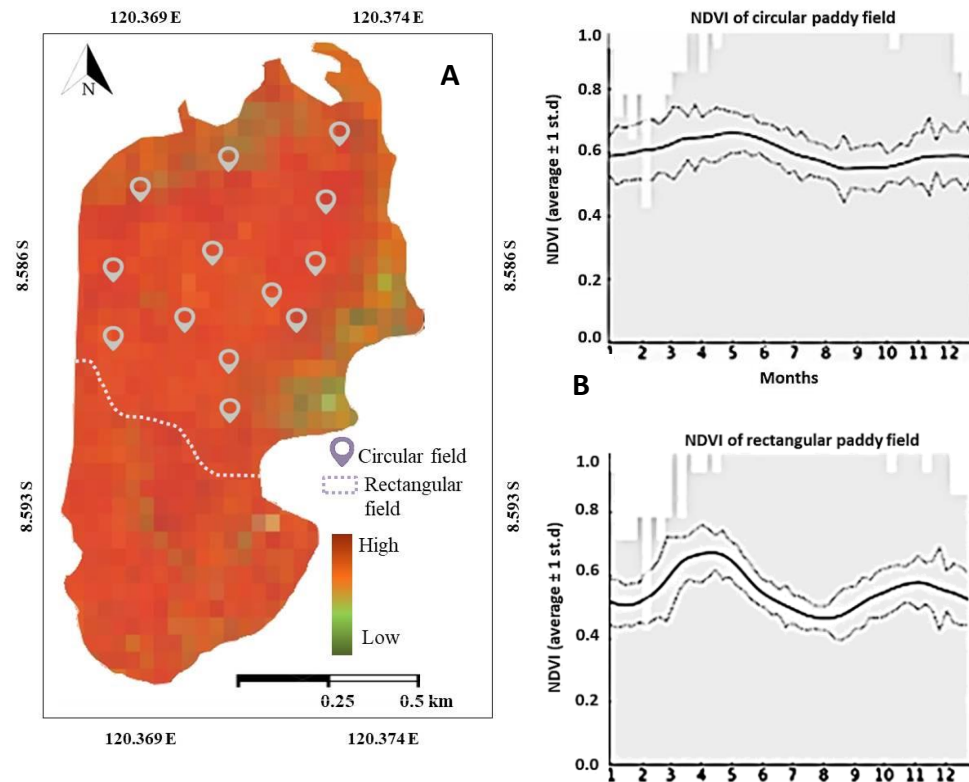 120.369 E
120.374 E
A
N
8.586 S
8.586 S
8.593 S
8.593 S
Circular field
Rectangular
field
High
Low
0.25
0.5 km
120.369 E
120.374 E
NDVI of circular paddy field
NDVI (average ± 1 st.d)
1.0
0.8
0.6
0.4
0.2
0.0
1 2 3 4 5 6 7 8 9 10 11 12
Months
B
NDVI of rectangular paddy field
NDVI (average ± 1 st.d)
1.0
0.8
0.6
0.4
0.2
0.0
1 2 3 4 5 6 7 8 9 10 11 12